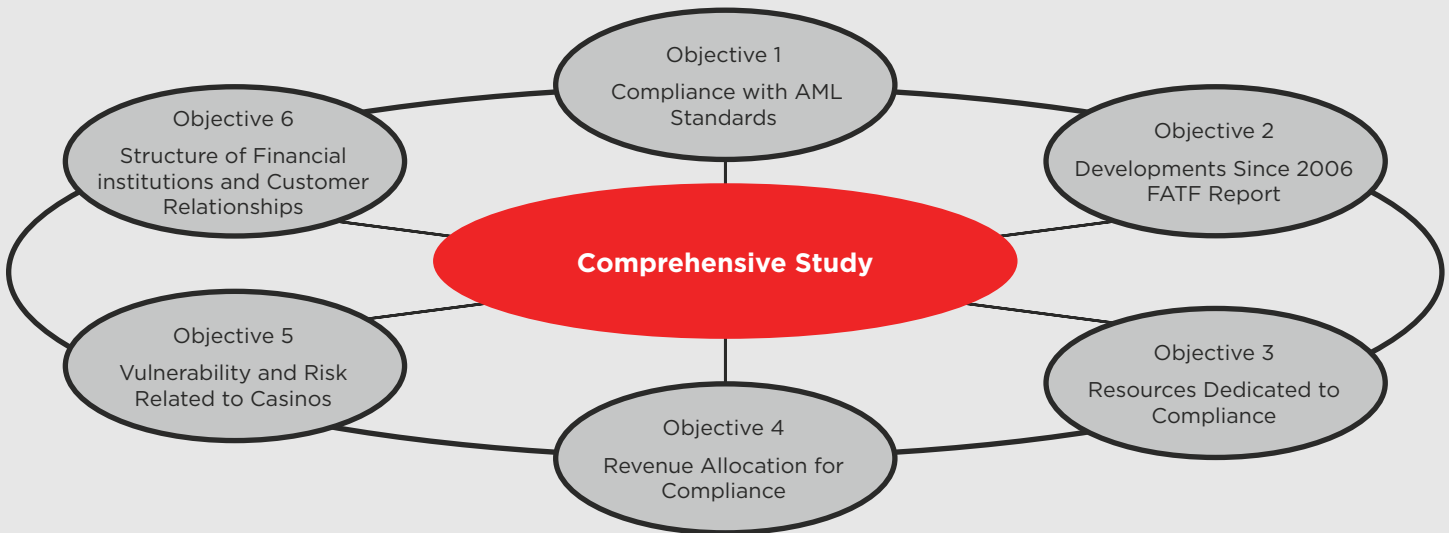 Objective 1
Compliance with AML
Standards
Objective 2
Developments Since 2006
FATF Report
Objective 6
Structure of Financial
institutions and Customer
Relationships
Comprehensive Study
Objective 5
Vulnerability and Risk
Related to Casinos
Objective 3
Resources Dedicated to
Compliance
Objective 4
Revenue Allocation for
Compliance